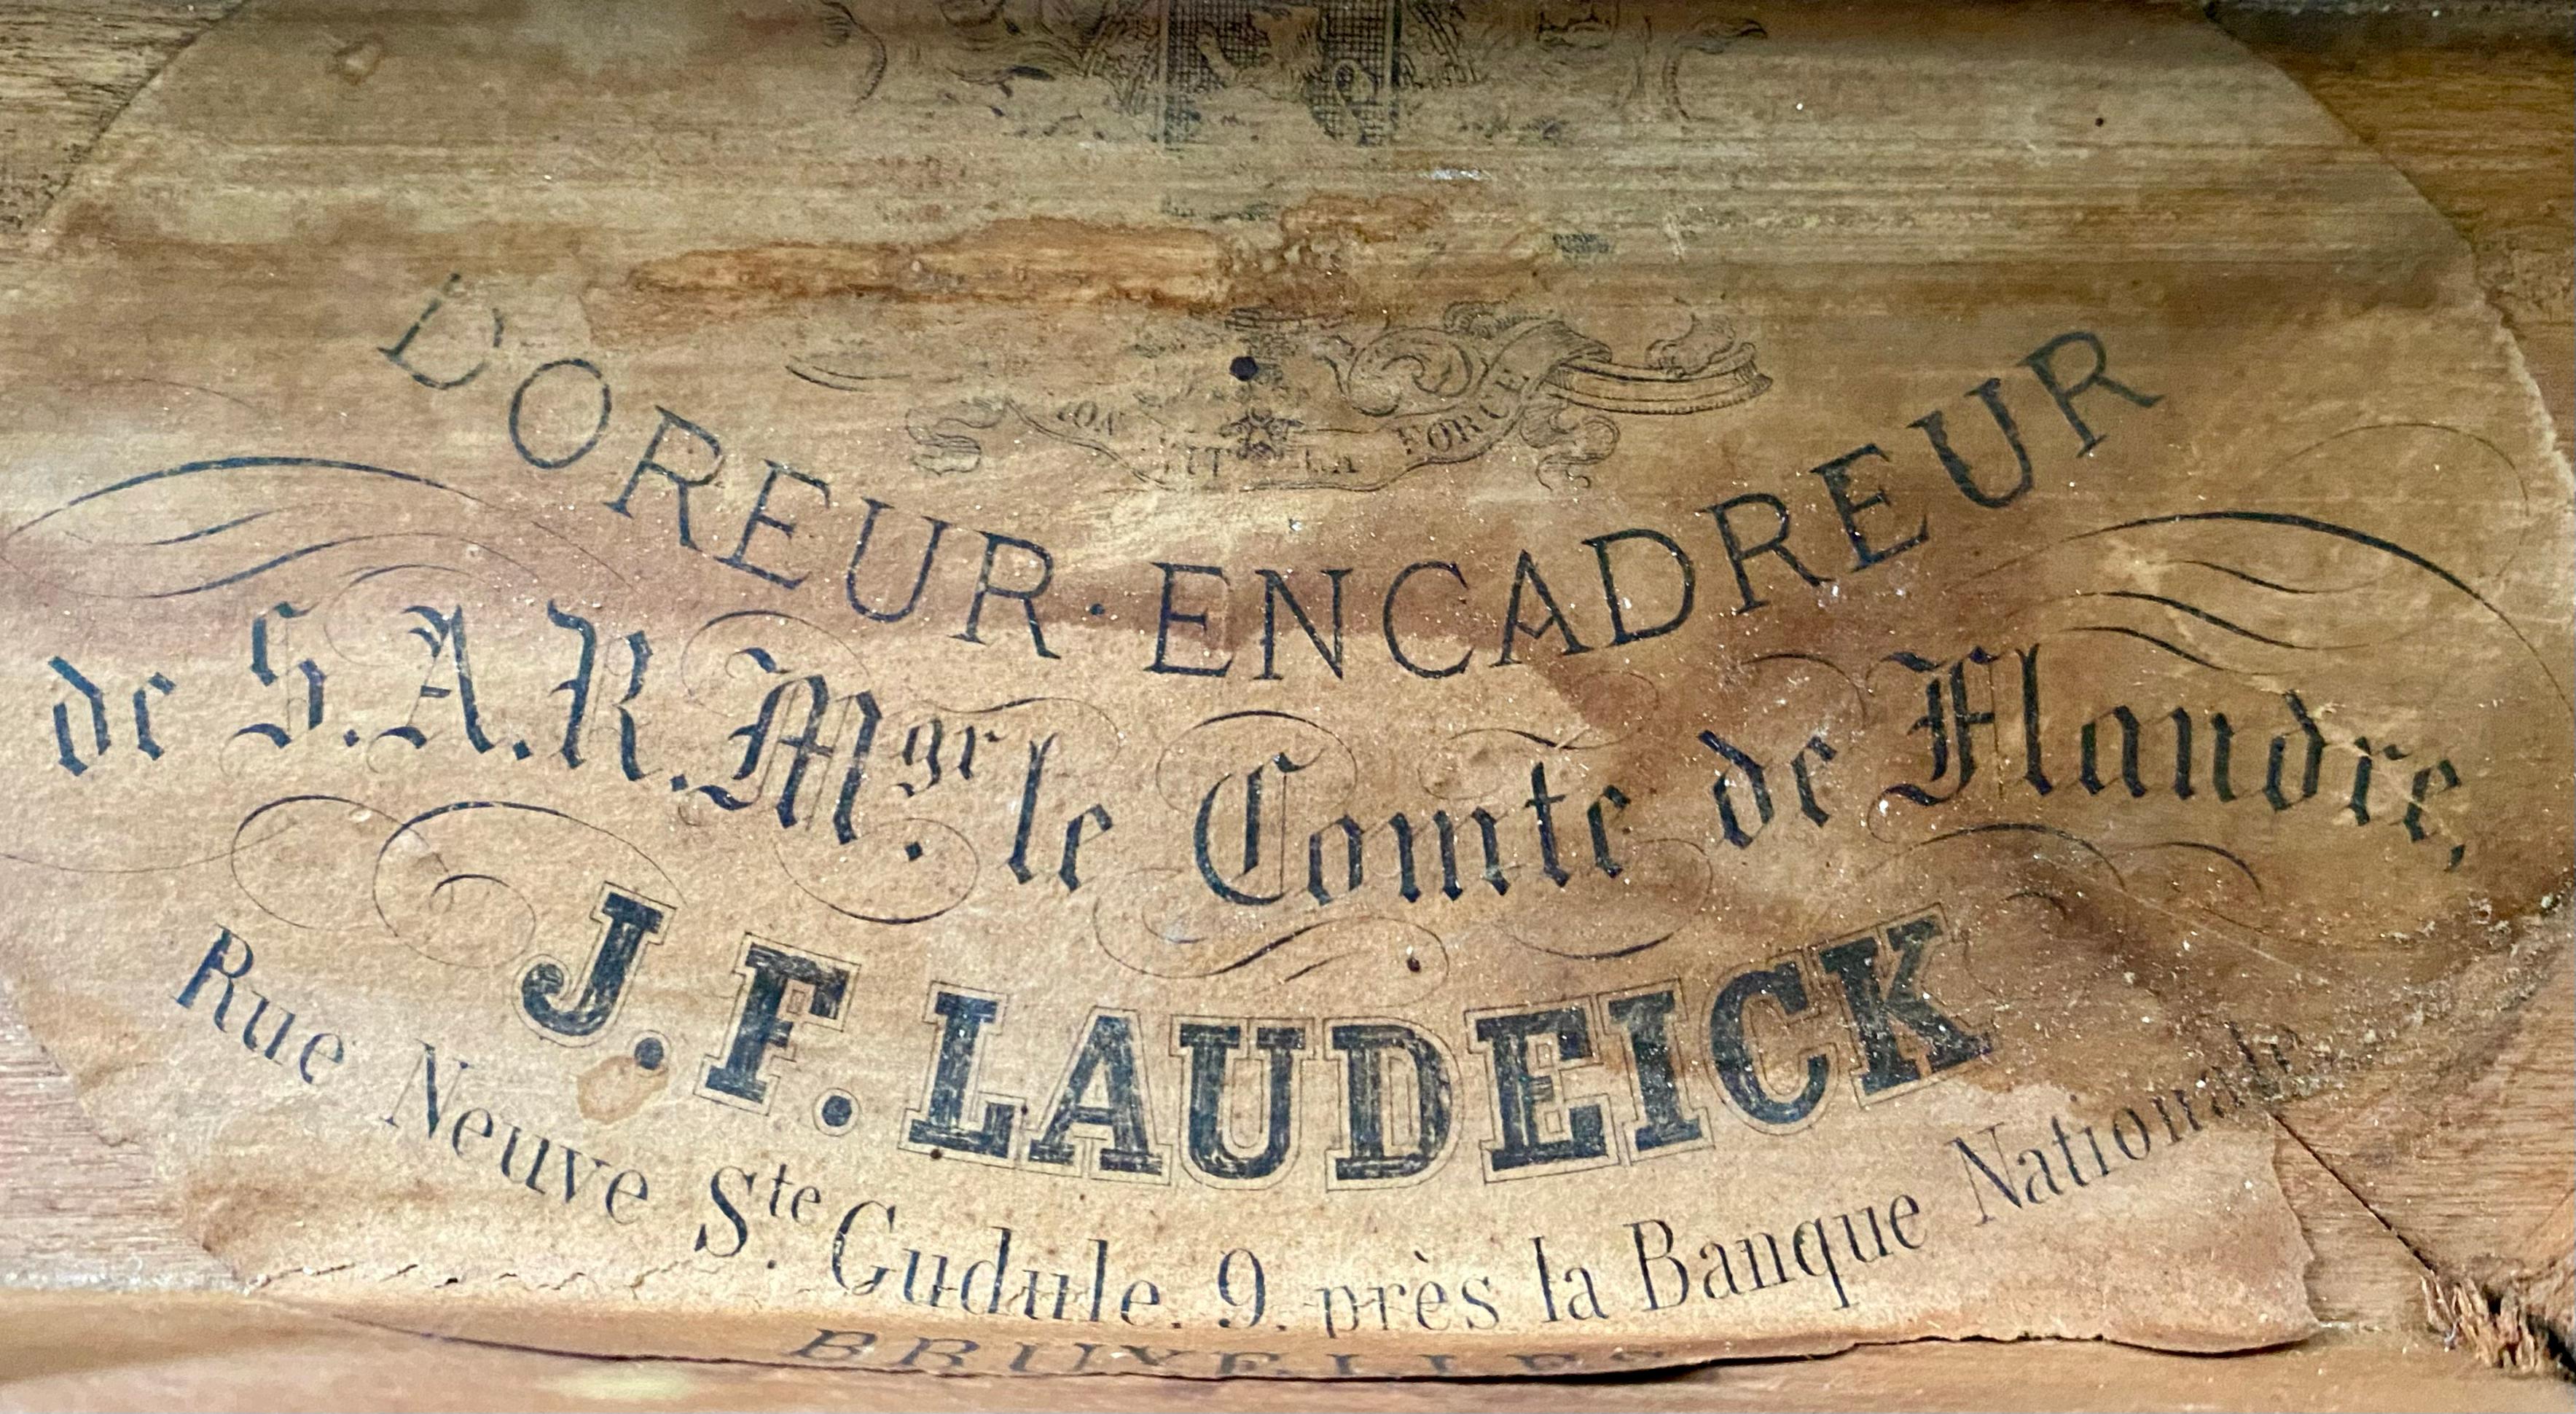 FORCE
DOREUR · ENCADREUR
de S.A.R. Mgr. le Comte de Flandre,
J. F. LAUDEICK
Rue Neuve Ste. Gudule. 9. près la Banque Nationale
BRUXELLES